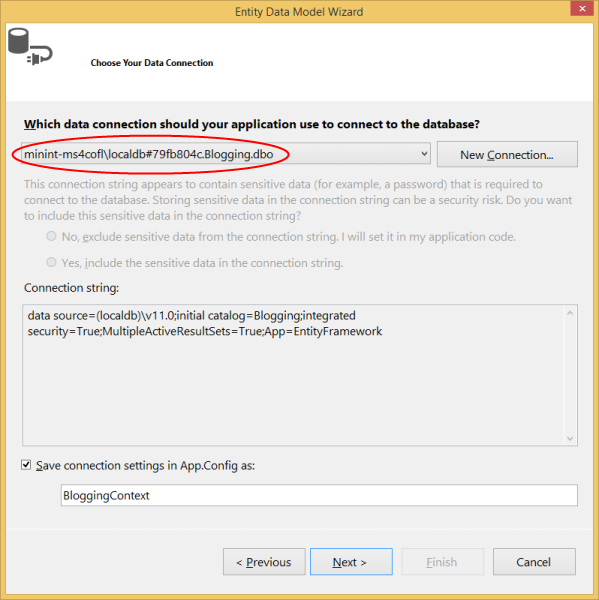 Entity Data Model Wizard
Choose Your Data Connection
Which data connection should your application use to connect to the database?
minint-ms4cofl\localdb#79fb804c.Blogging.dbo
New Connection...
This connection string appears to contain sensitive data (for example, a password) that is required to
connect to the database. Storing sensitive data in the connection string can be a security risk. Do you want
to include this sensitive data in the connection string?
No, exclude sensitive data from the connection string. I will set it in my application code.
Yes, include the sensitive data in the connection string.
Connection string:
data source=(localdb)\v11.0;initial catalog=Blogging;integrated
security=True;MultipleActiveResultSets=True;App=EntityFramework
Save connection settings in App.Config as:
BloggingContext
< Previous
Next >
Finish
Cancel